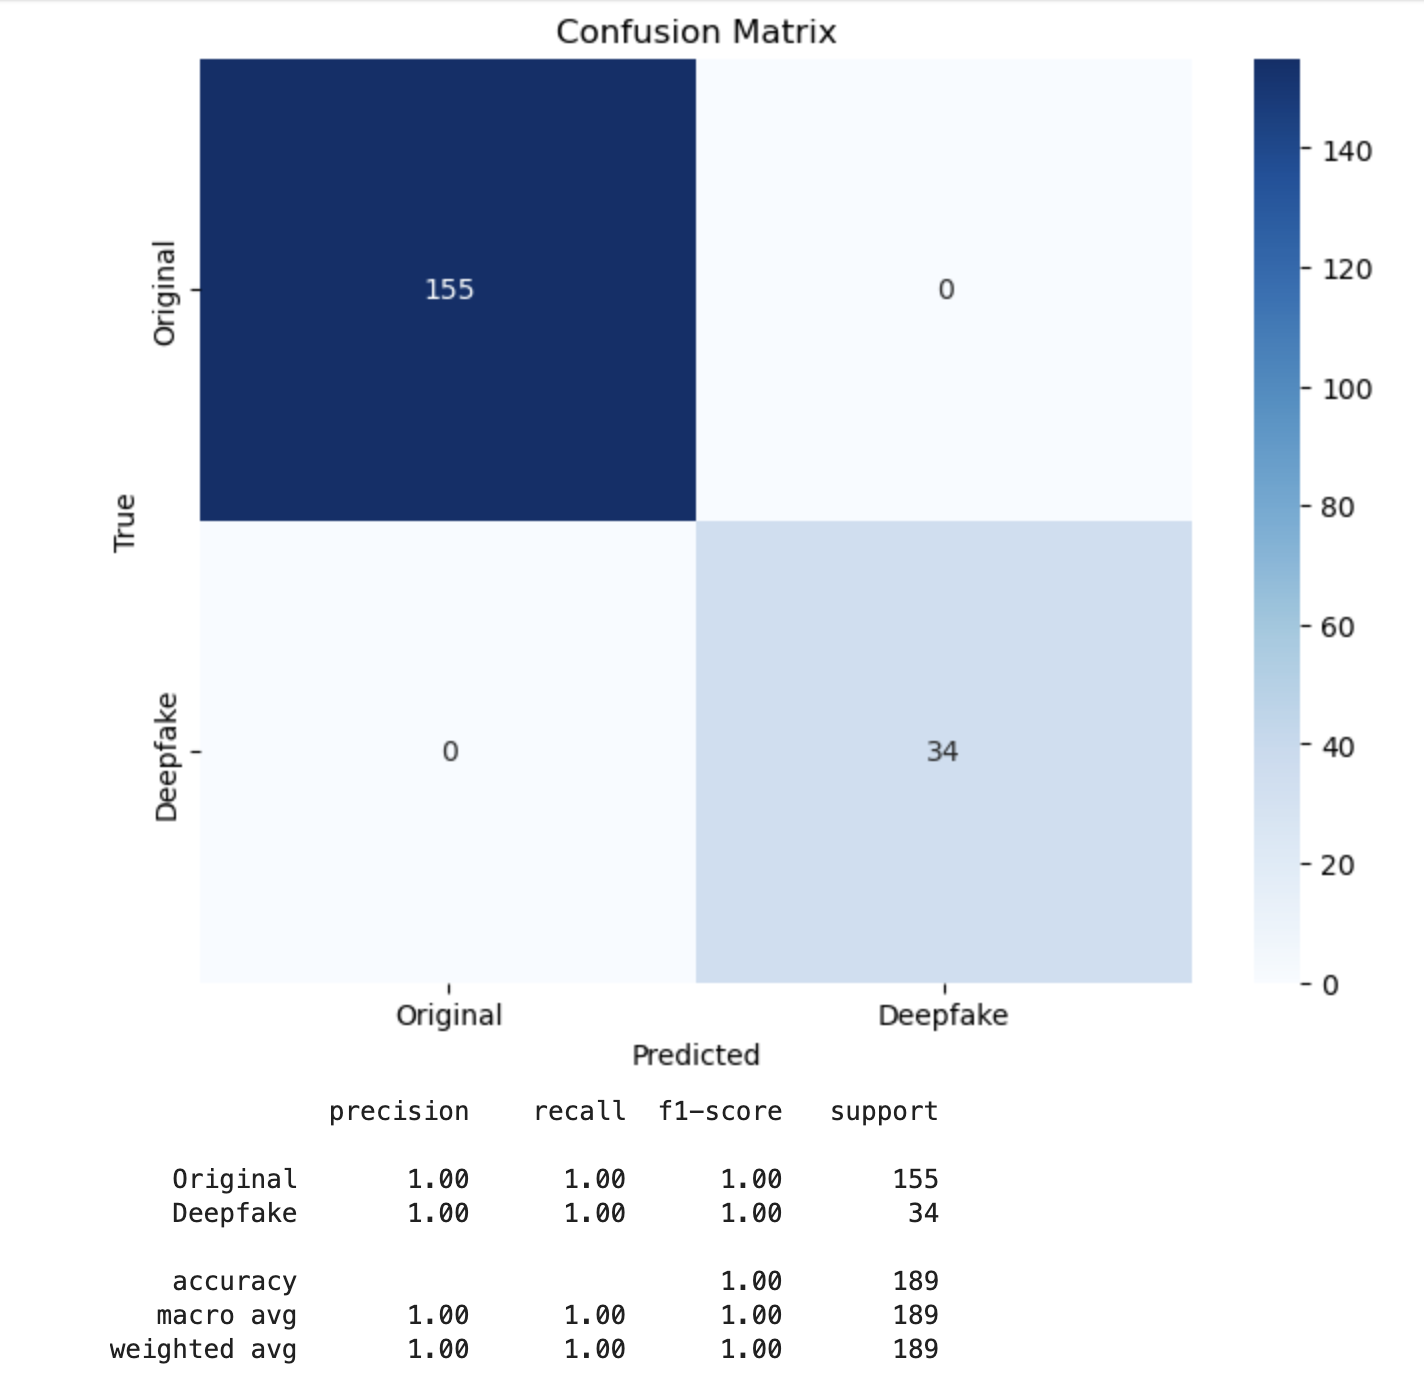 Confusion Matrix
Original
155
0
True
Deepfake
0
34
Original
Deepfake
Predicted
140
120
100
80
60
40
20
0
precision recall f1-score support
Original 1.00 1.00 1.00 155
Deepfake 1.00 1.00 1.00 34
accuracy 1.00 189
macro avg 1.00 1.00 1.00 189
weighted avg 1.00 1.00 1.00 189